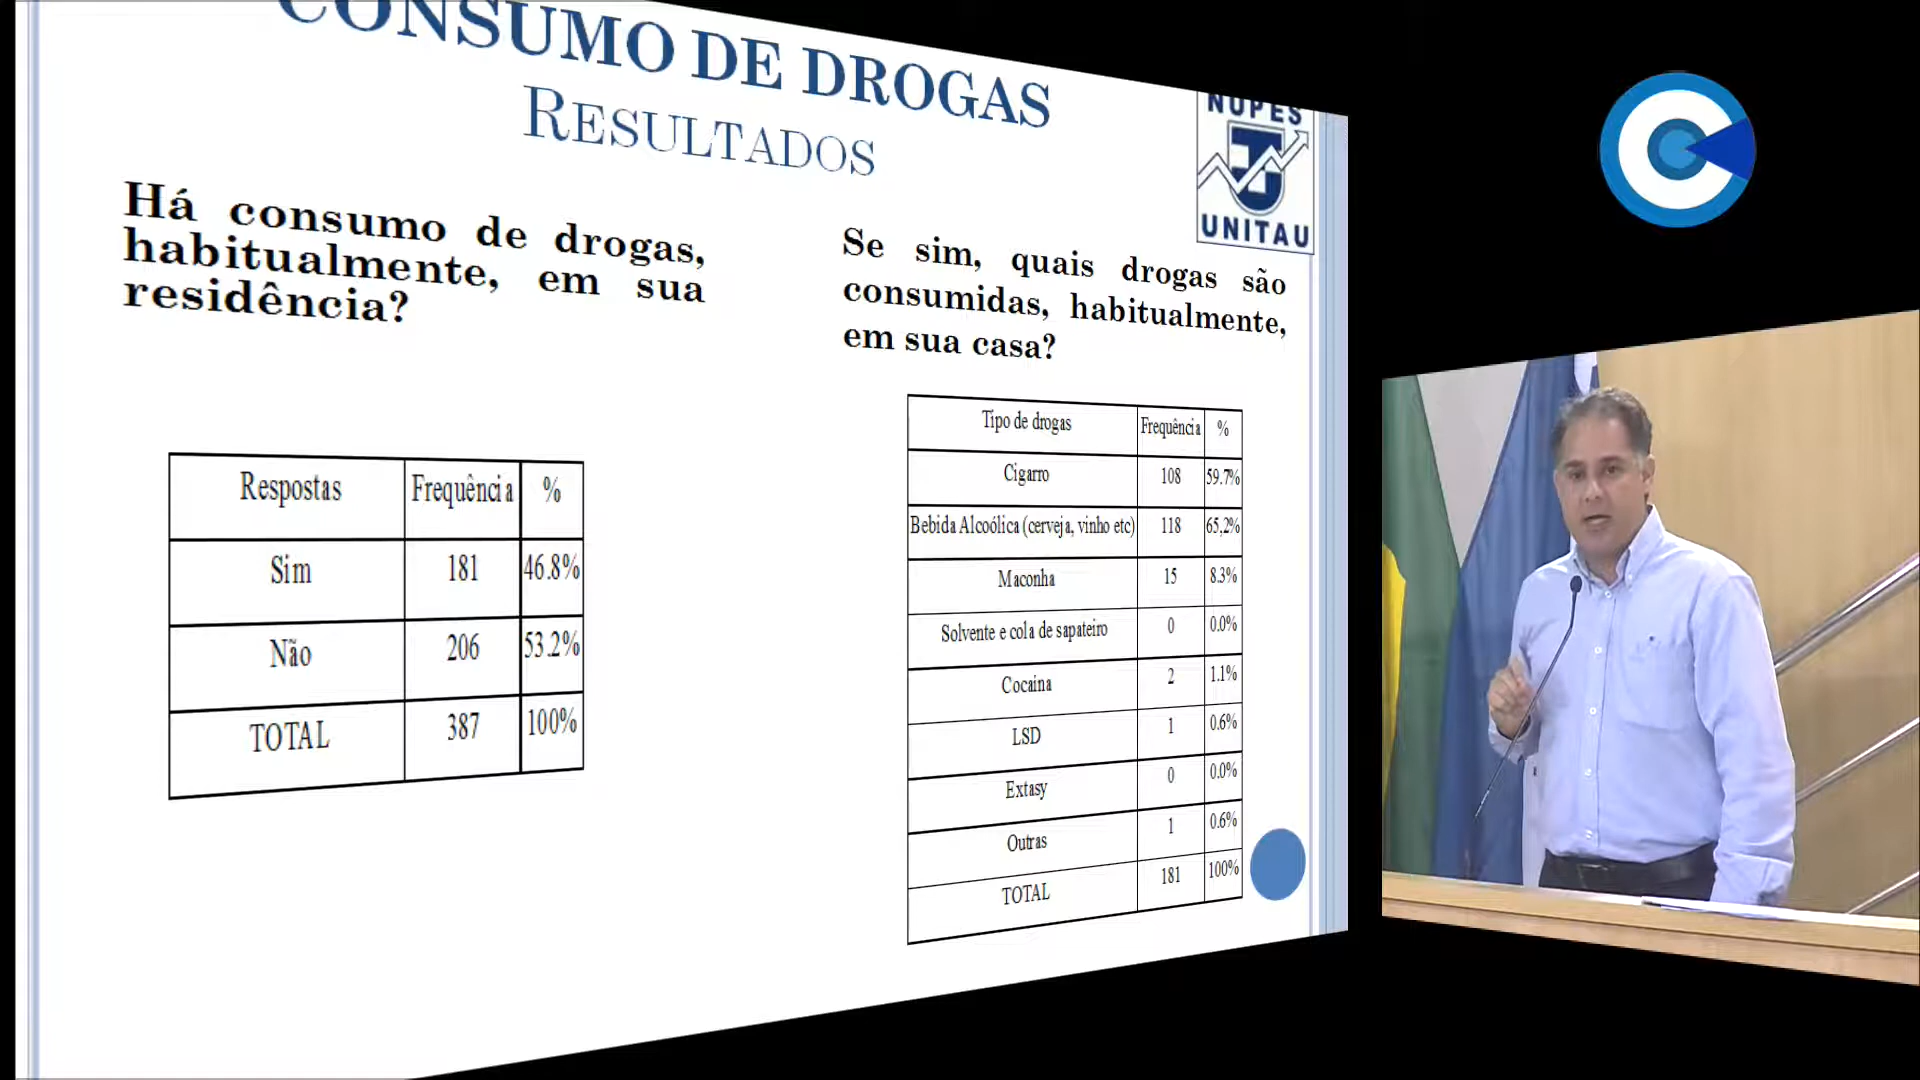 CONSUMO DE DROGAS
RESULTADOS
NUPES
UNITAU
Há consumo de drogas,
habitualmente, em sua
residência?
Respostas Frequência %
Sim 181 46.8%
Não 206 53.2%
TOTAL 387 100%
Se sim, quais drogas são
consumidas, habitualmente,
em sua casa?
Tipo de drogas Frequência %
Cigarro 108 59.7%
Bebida Alcoólica (cerveja, vinho etc) 118 65,2%
Maconha 15 8.3%
Solvente e cola de sapateiro 0 0.0%
Cocaina 2 1.1%
LSD 1 0.6%
Extasy 0 0.0%
Outras 1 0.6%
TOTAL 181 100%